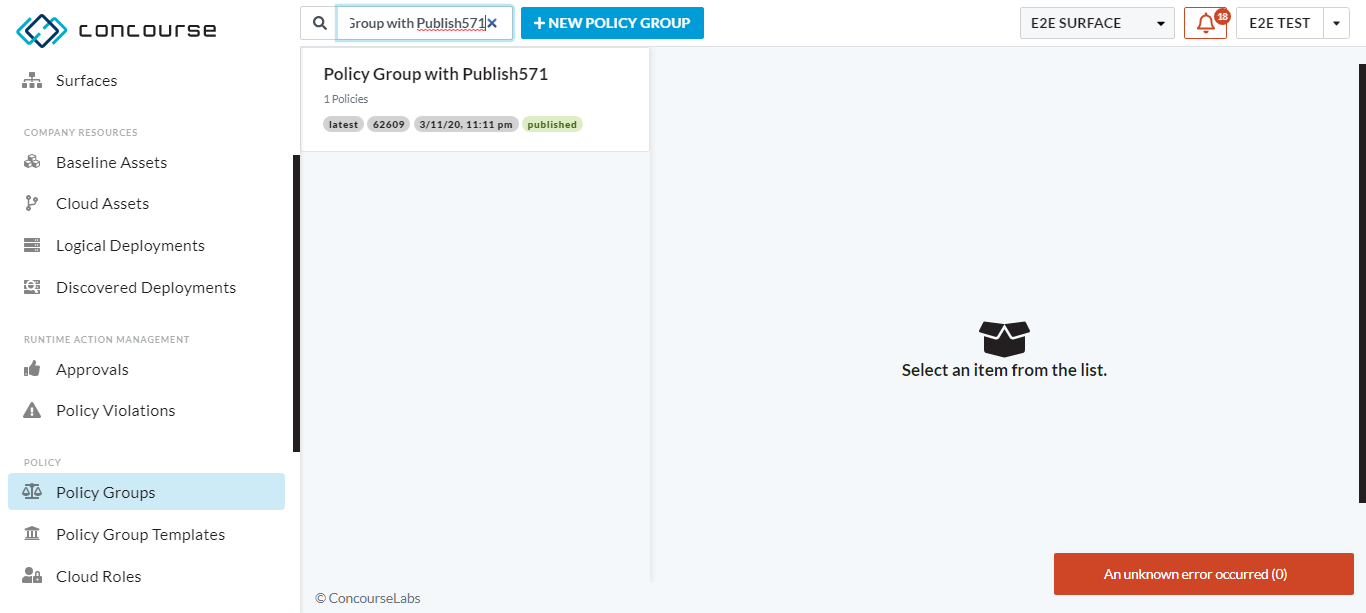 concourse
Group with Publish571
NEW POLICY GROUP
E2E SURFACE
18
E2E TEST
Surfaces
COMPANY RESOURCES
Baseline Assets
Cloud Assets
Logical Deployments
Discovered Deployments
RUNTIME ACTION MANAGEMENT
Approvals
Policy Violations
POLICY
Policy Groups
Policy Group Templates
Cloud Roles
Policy Group with Publish571
1 Policies
latest 62609 3/11/20, 11:11 pm published
Select an item from the list.
An unknown error occurred (0)
© ConcourseLabs